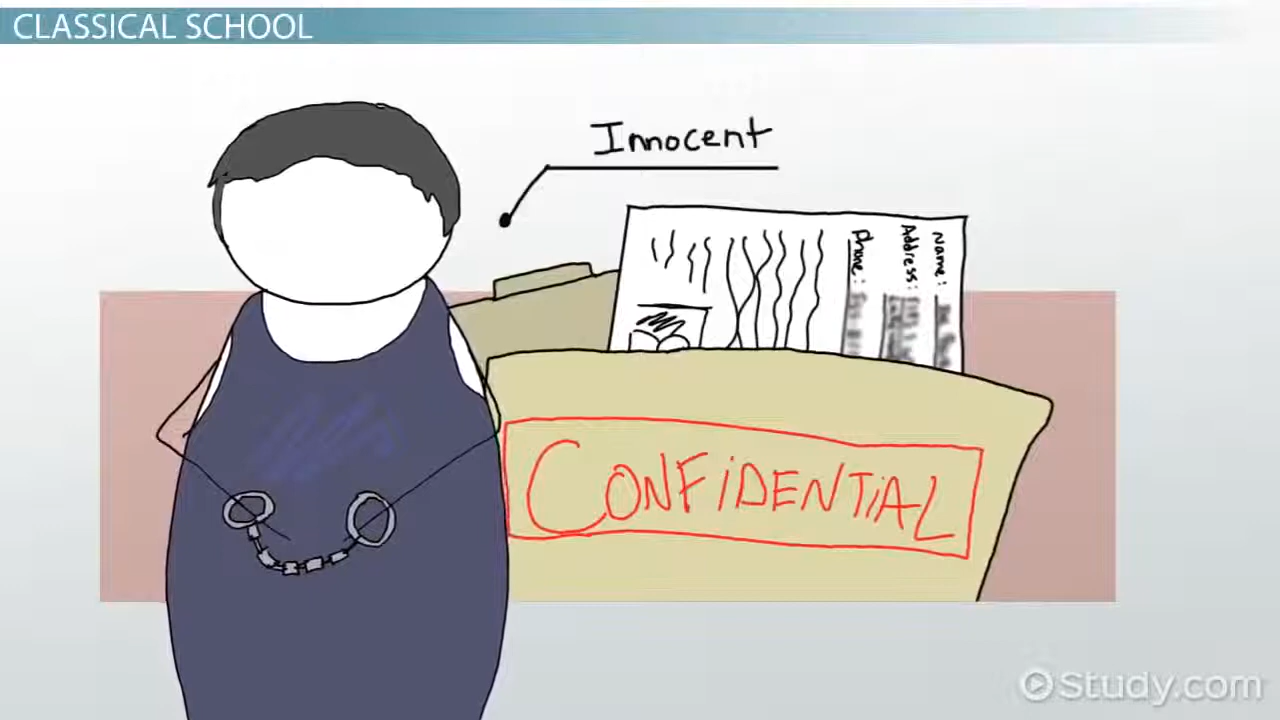 CLASSICAL SCHOOL
Innocent
Name:
Address:
Phone:
CONFIDENTIAL
Study.com